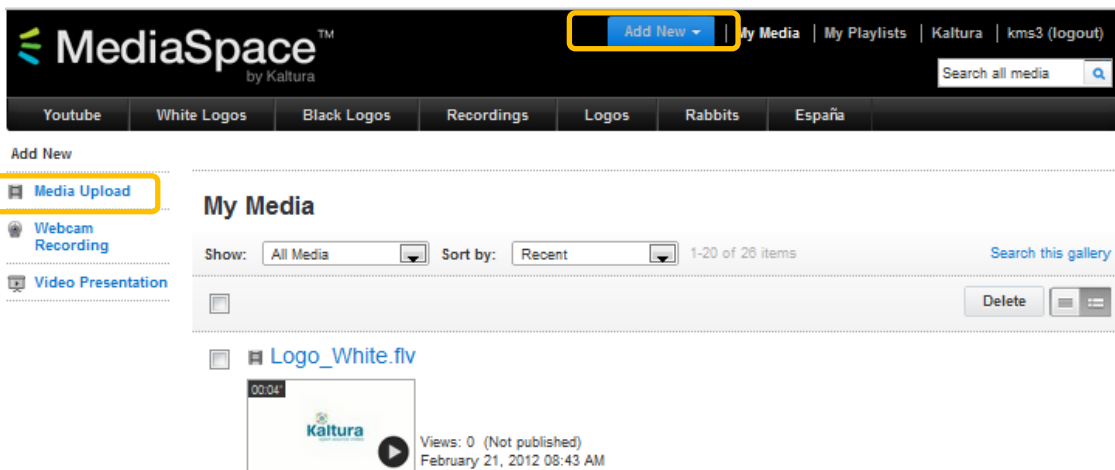 MediaSpace™
by Kaltura
Add New | My Media | My Playlists | Kaltura | kms3 (logout)
Search all media
Youtube White Logos Black Logos Recordings Logos Rabbits España
Add New
Media Upload
Webcam
Recording
Video Presentation
My Media
Show: All Media Sort by: Recent 1-20 of 26 items Search this gallery
Delete
Logo_White.flv
00:04"
Kaltura
Views: 0 (Not published)
February 21, 2012 08:43 AM